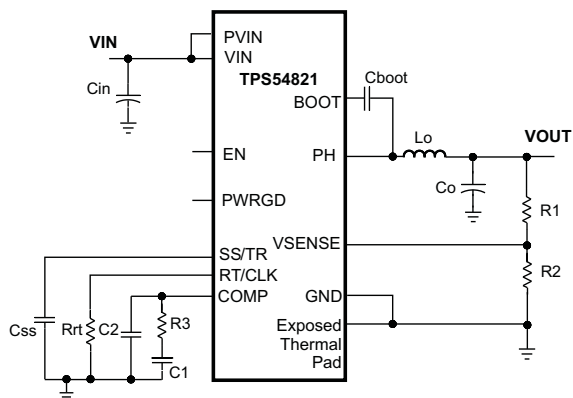 VIN
PVIN
VIN
TPS54821
Cin
Cboot
BOOT
Lo
VOUT
EN
PH
Co
PWRGD
R1
VSENSE
SS/TR
RT/CLK
R2
COMP
GND
Css
Rrt
C2
R3
C1
Exposed
Thermal
Pad